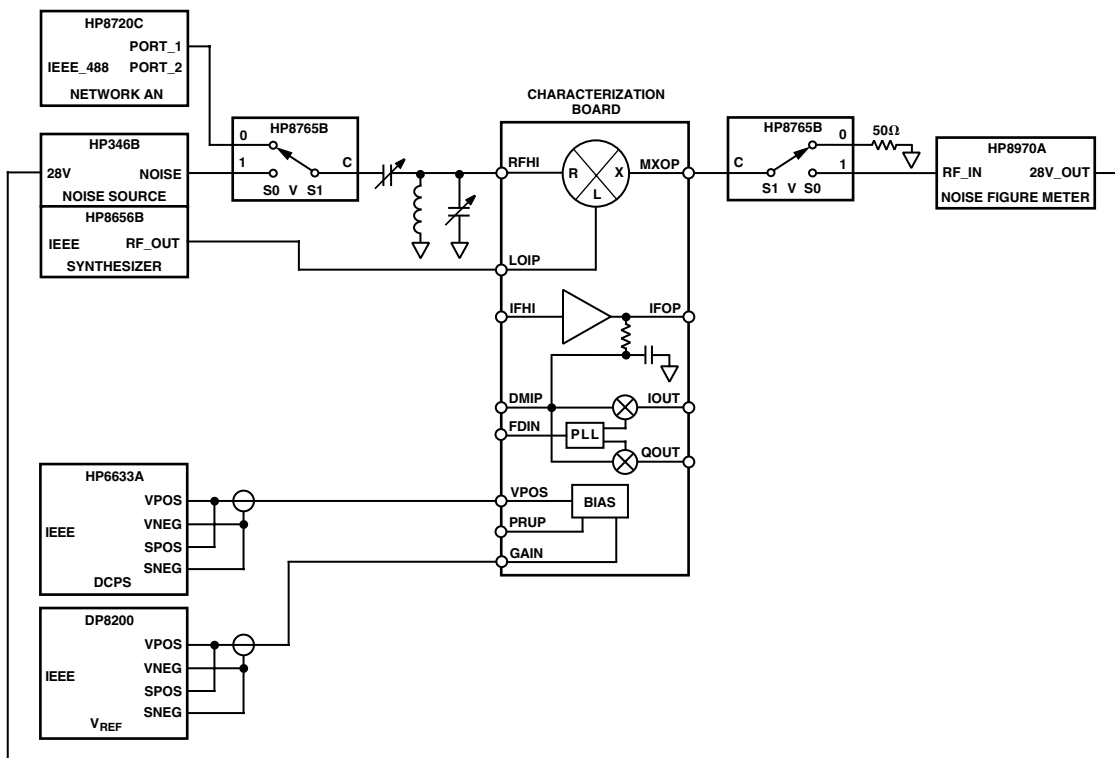 HP8720C
PORT_1
IEEE_488 PORT_2
NETWORK AN
HP346B
28V NOISE
NOISE SOURCE
HP8656B
IEEE RF_OUT
SYNTHESIZER
HP8765B
0
1
C
S0 V S1
CHARACTERIZATION
BOARD
RFHI
R
X
L
MXOP
LOIP
IFHI
IFOP
DMIP
IOUT
FDIN
PLL
QOUT
VPOS
BIAS
PRUP
GAIN
HP8765B
C
0
1
S1 V S0
50Ω
HP8970A
RF_IN 28V_OUT
NOISE FIGURE METER
HP6633A
VPOS
VNEG
IEEE
SPOS
SNEG
DCPS
DP8200
VPOS
VNEG
IEEE
SPOS
SNEG
VREF